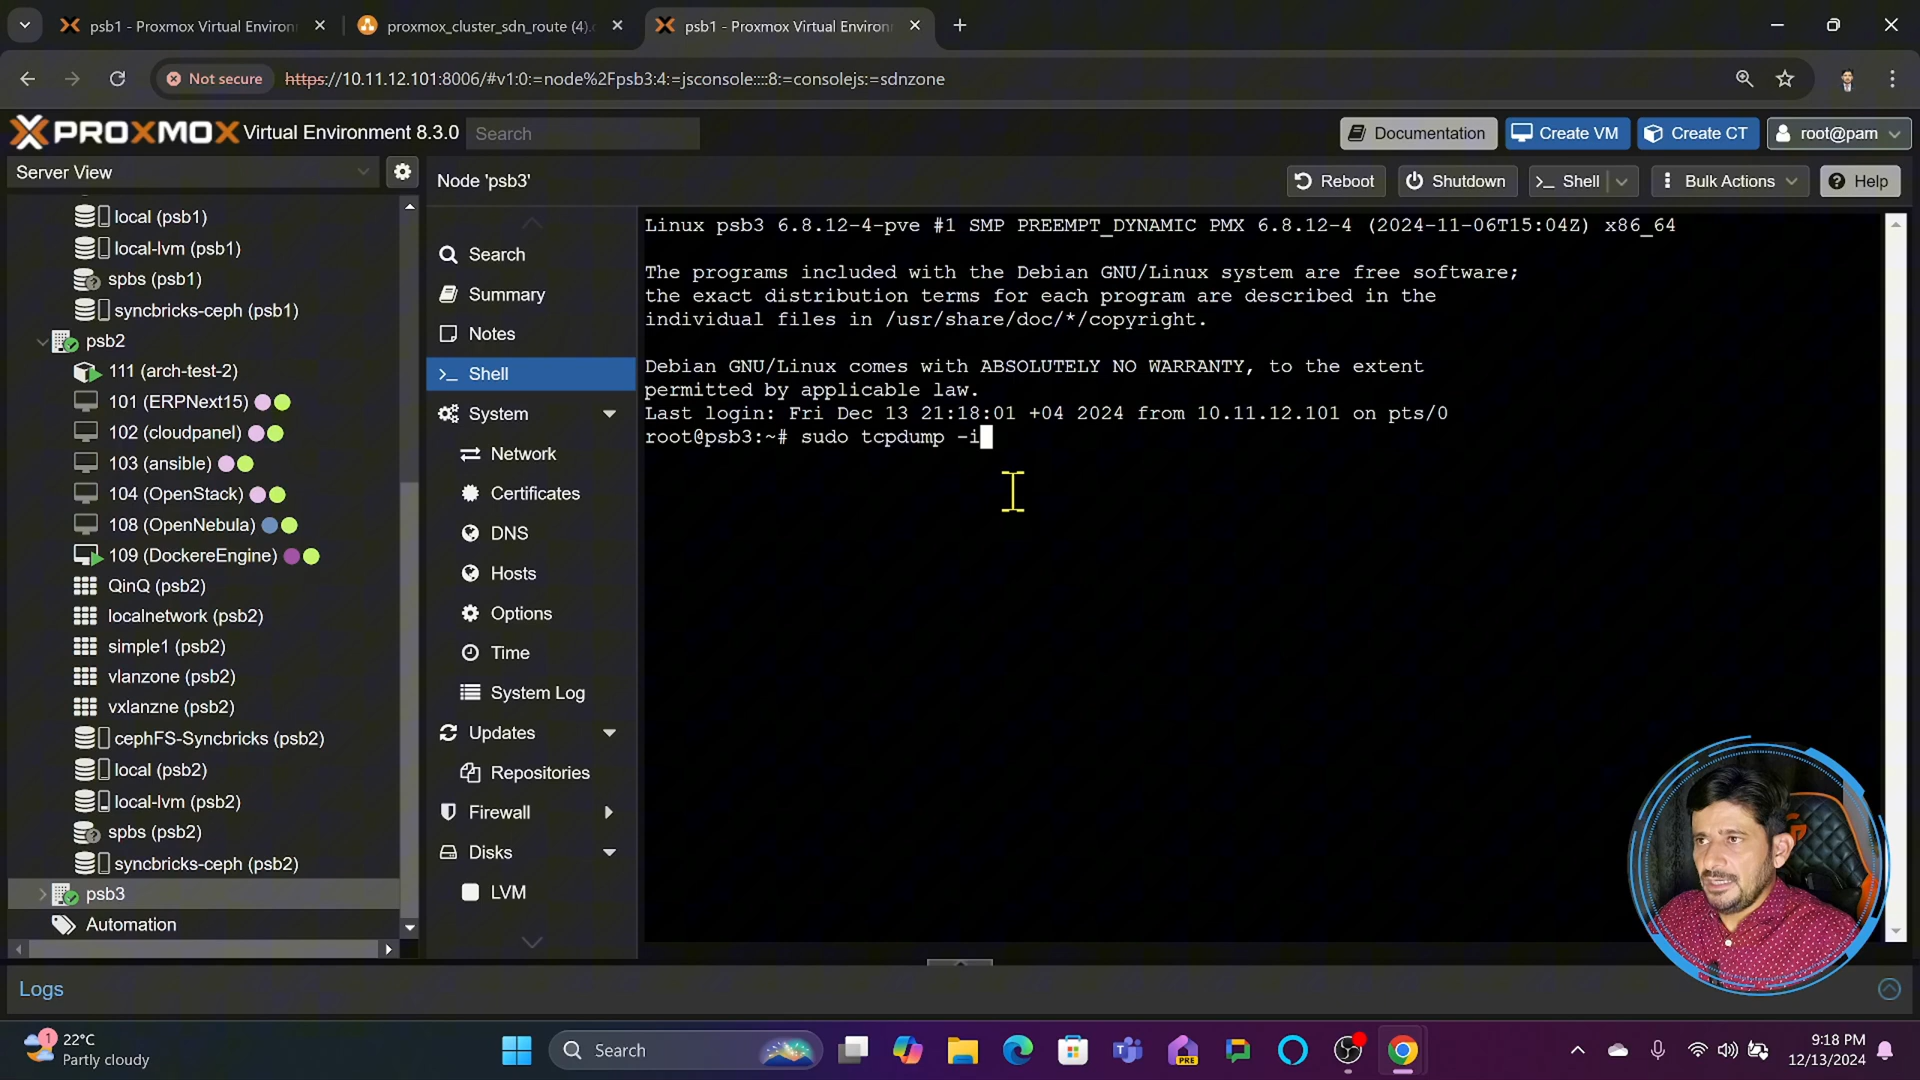 psb1 - Proxmox Virtual Environ
proxmox_cluster_sdn_route (4).
psb1 - Proxmox Virtual Environ
Not secure
https://10.11.12.101:8006/#v1:0:=node%2Fpsb3:4:=jsconsole::::8:=consolejs:=sdnzone
PROXMOX Virtual Environment 8.3.0
Search
Documentation
Create VM
Create CT
root@pam
Server View
Node 'psb3'
Reboot
Shutdown
Shell
Bulk Actions
Help
local (psb1)
local-lvm (psb1)
spbs (psb1)
syncbricks-ceph (psb1)
psb2
111 (arch-test-2)
101 (ERPNext15)
102 (cloudpanel)
103 (ansible)
104 (OpenStack)
108 (OpenNebula)
109 (DockereEngine)
QinQ (psb2)
localnetwork (psb2)
simple1 (psb2)
vlanzone (psb2)
vxlanzne (psb2)
cephFS-Syncbricks (psb2)
local (psb2)
local-lvm (psb2)
spbs (psb2)
syncbricks-ceph (psb2)
psb3
Automation
Search
Summary
Notes
Shell
System
Network
Certificates
DNS
Hosts
Options
Time
System Log
Updates
Repositories
Firewall
Disks
LVM
Linux psb3 6.8.12-4-pve #1 SMP PREEMPT_DYNAMIC PMX 6.8.12-4 (2024-11-06T15:04Z) x86_64
The programs included with the Debian GNU/Linux system are free software;
the exact distribution terms for each program are described in the
individual files in /usr/share/doc/*/copyright.
Debian GNU/Linux comes with ABSOLUTELY NO WARRANTY, to the extent
permitted by applicable law.
Last login: Fri Dec 13 21:18:01 +04 2024 from 10.11.12.101 on pts/0
root@psb3:~# sudo tcpdump -i
Logs
1
22°C
Partly cloudy
Search
PRE
9:18 PM
12/13/2024